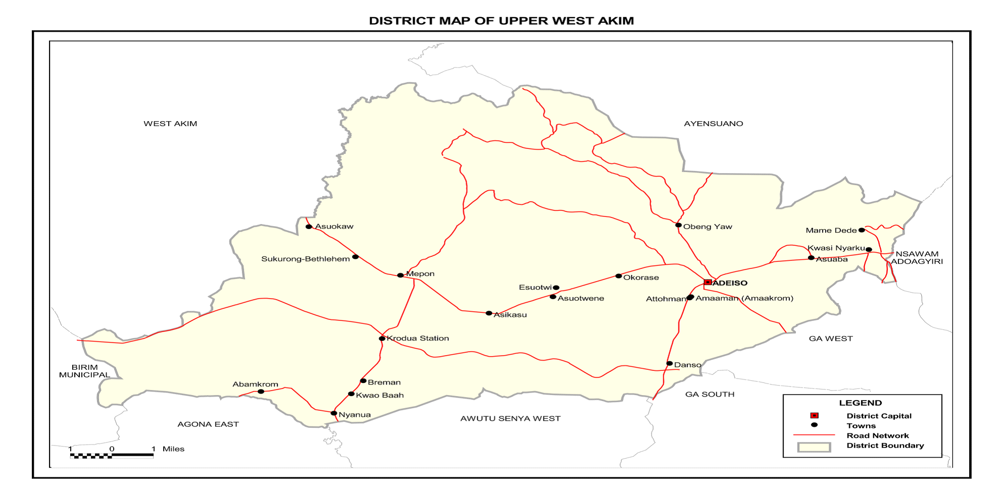 DISTRICT MAP OF UPPER WEST AKIM
WEST AKIM
AYENSUANO
Asuokaw
Obeng Yaw
Mame Dede
Kwasi Nyarku
NSAWAM
ADOAGYIRI
Sukurong-Bethlehem
Asuaba
Mepon
Okorase
ADEISO
Esuotwi
Asuotwene
Attohman
Amaaman (Amaakrom)
Asikasu
Krodua Station
GA WEST
BIRIM
MUNICIPAL
Danso
Abamkrom
Breman
Kwao Baah
GA SOUTH
Nyanua
AGONA EAST
AWUTU SENYA WEST
LEGEND
District Capital
Towns
Road Network
District Boundary
1 0 1 Miles